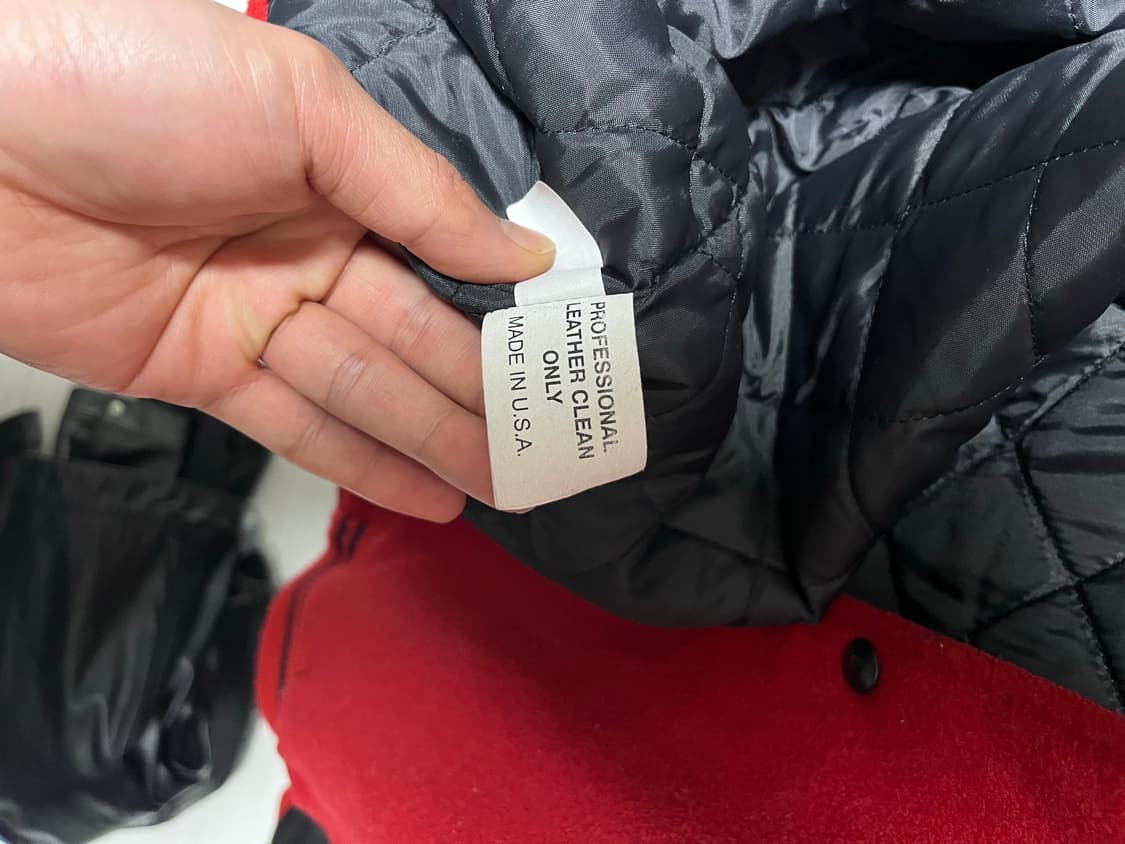 PROFESSIONAL
LEATHER CLEAN
ONLY
MADE IN U.S.A.